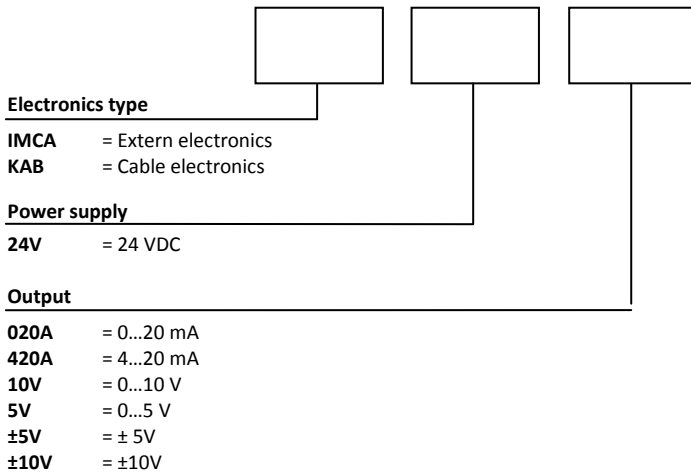 Electronics type
IMCA = Extern electronics
KAB = Cable electronics
Power supply
24V = 24 VDC
Output
020A = 0...20 mA
420A = 4...20 mA
10V = 0...10 V
5V = 0...5 V
±5V = ± 5V
±10V = ±10V